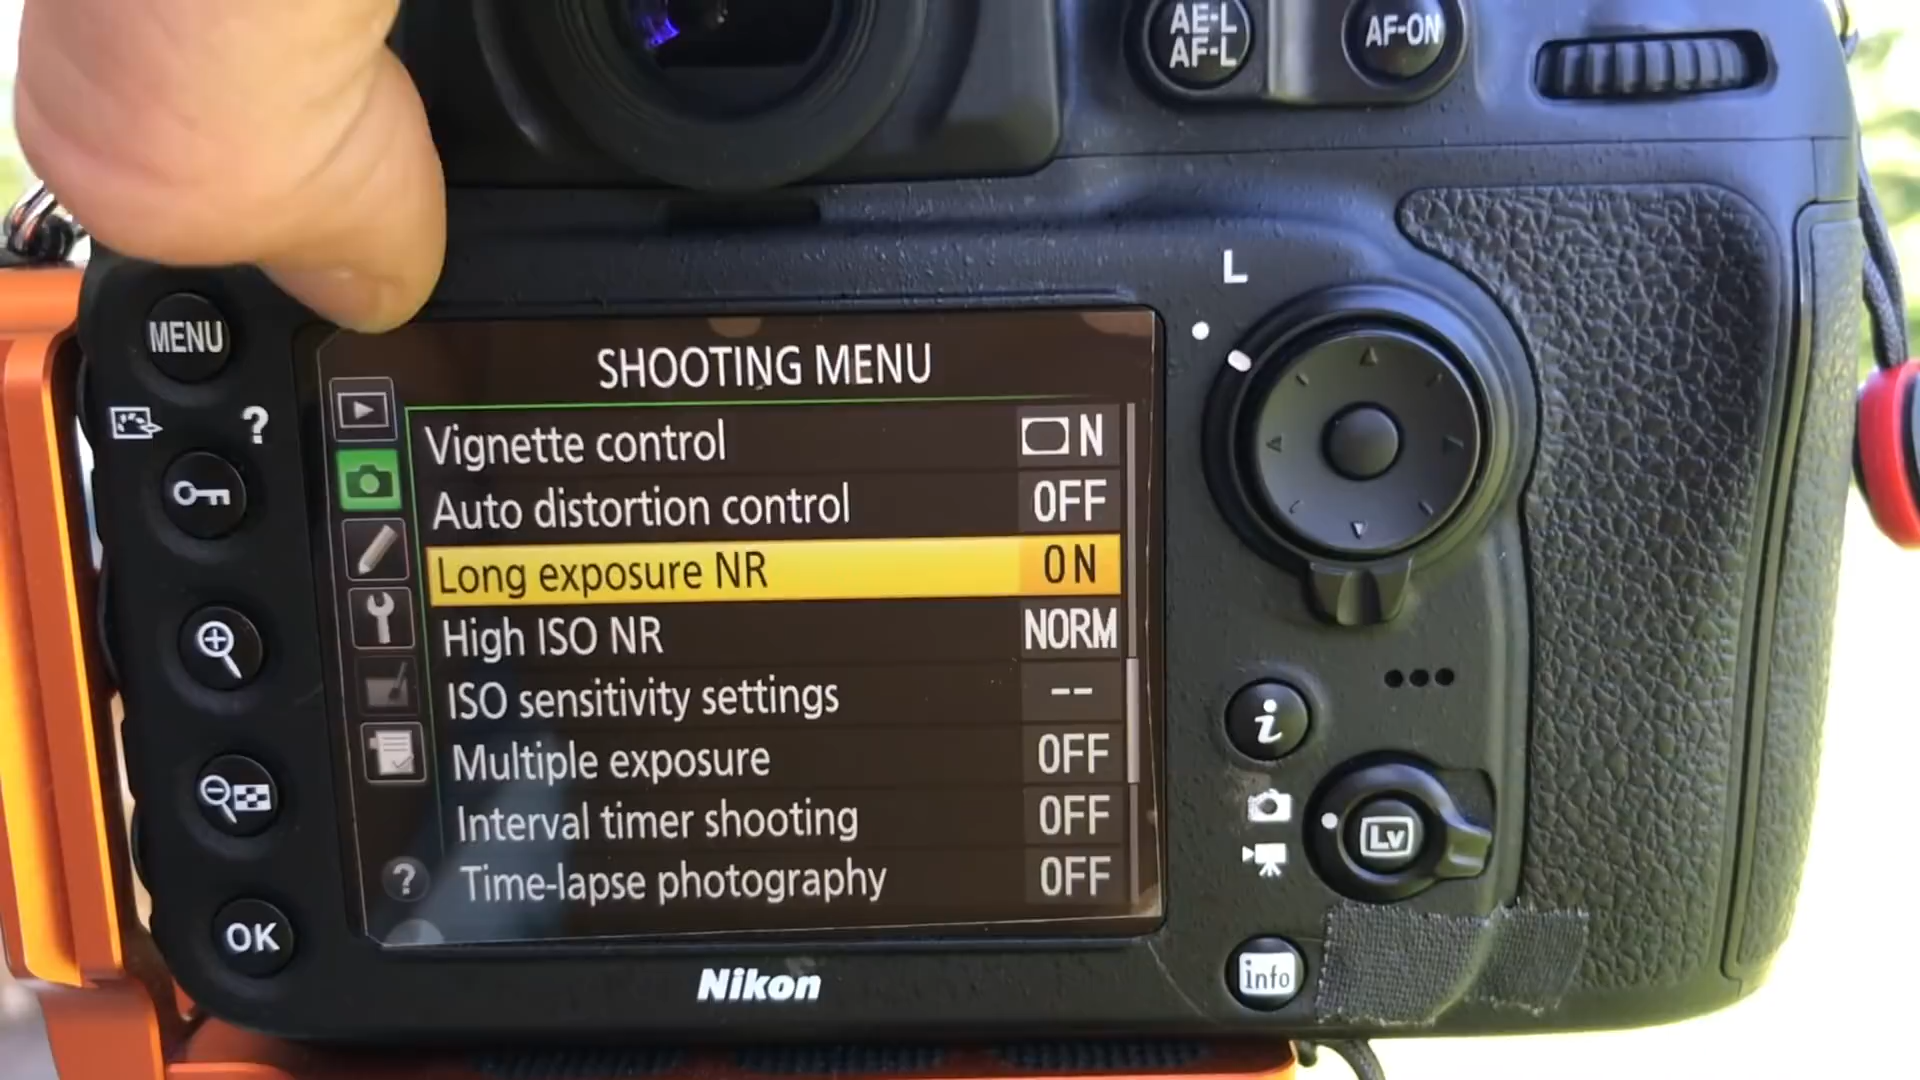 AE-L
AF-L
AF-ON
L
MENU
?
SHOOTING MENU
Vignette control N
Auto distortion control OFF
Long exposure NR ON
High ISO NR NORM
ISO sensitivity settings --
Multiple exposure OFF
Interval timer shooting OFF
Time-lapse photography OFF
?
i
Lv
OK
info
Nikon